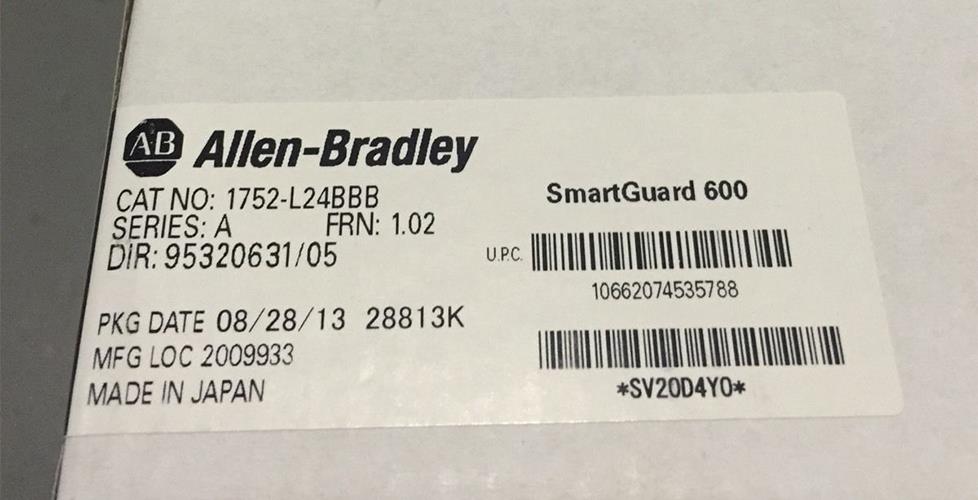 AB Allen-Bradley
CAT NO: 1752-L24BBB
SERIES: A FRN: 1.02
DIR: 95320631/05
PKG DATE 08/28/13 28813K
MFG LOC 2009933
MADE IN JAPAN
SmartGuard 600
U.P.C.
10662074535788
*SV20D4Y0*